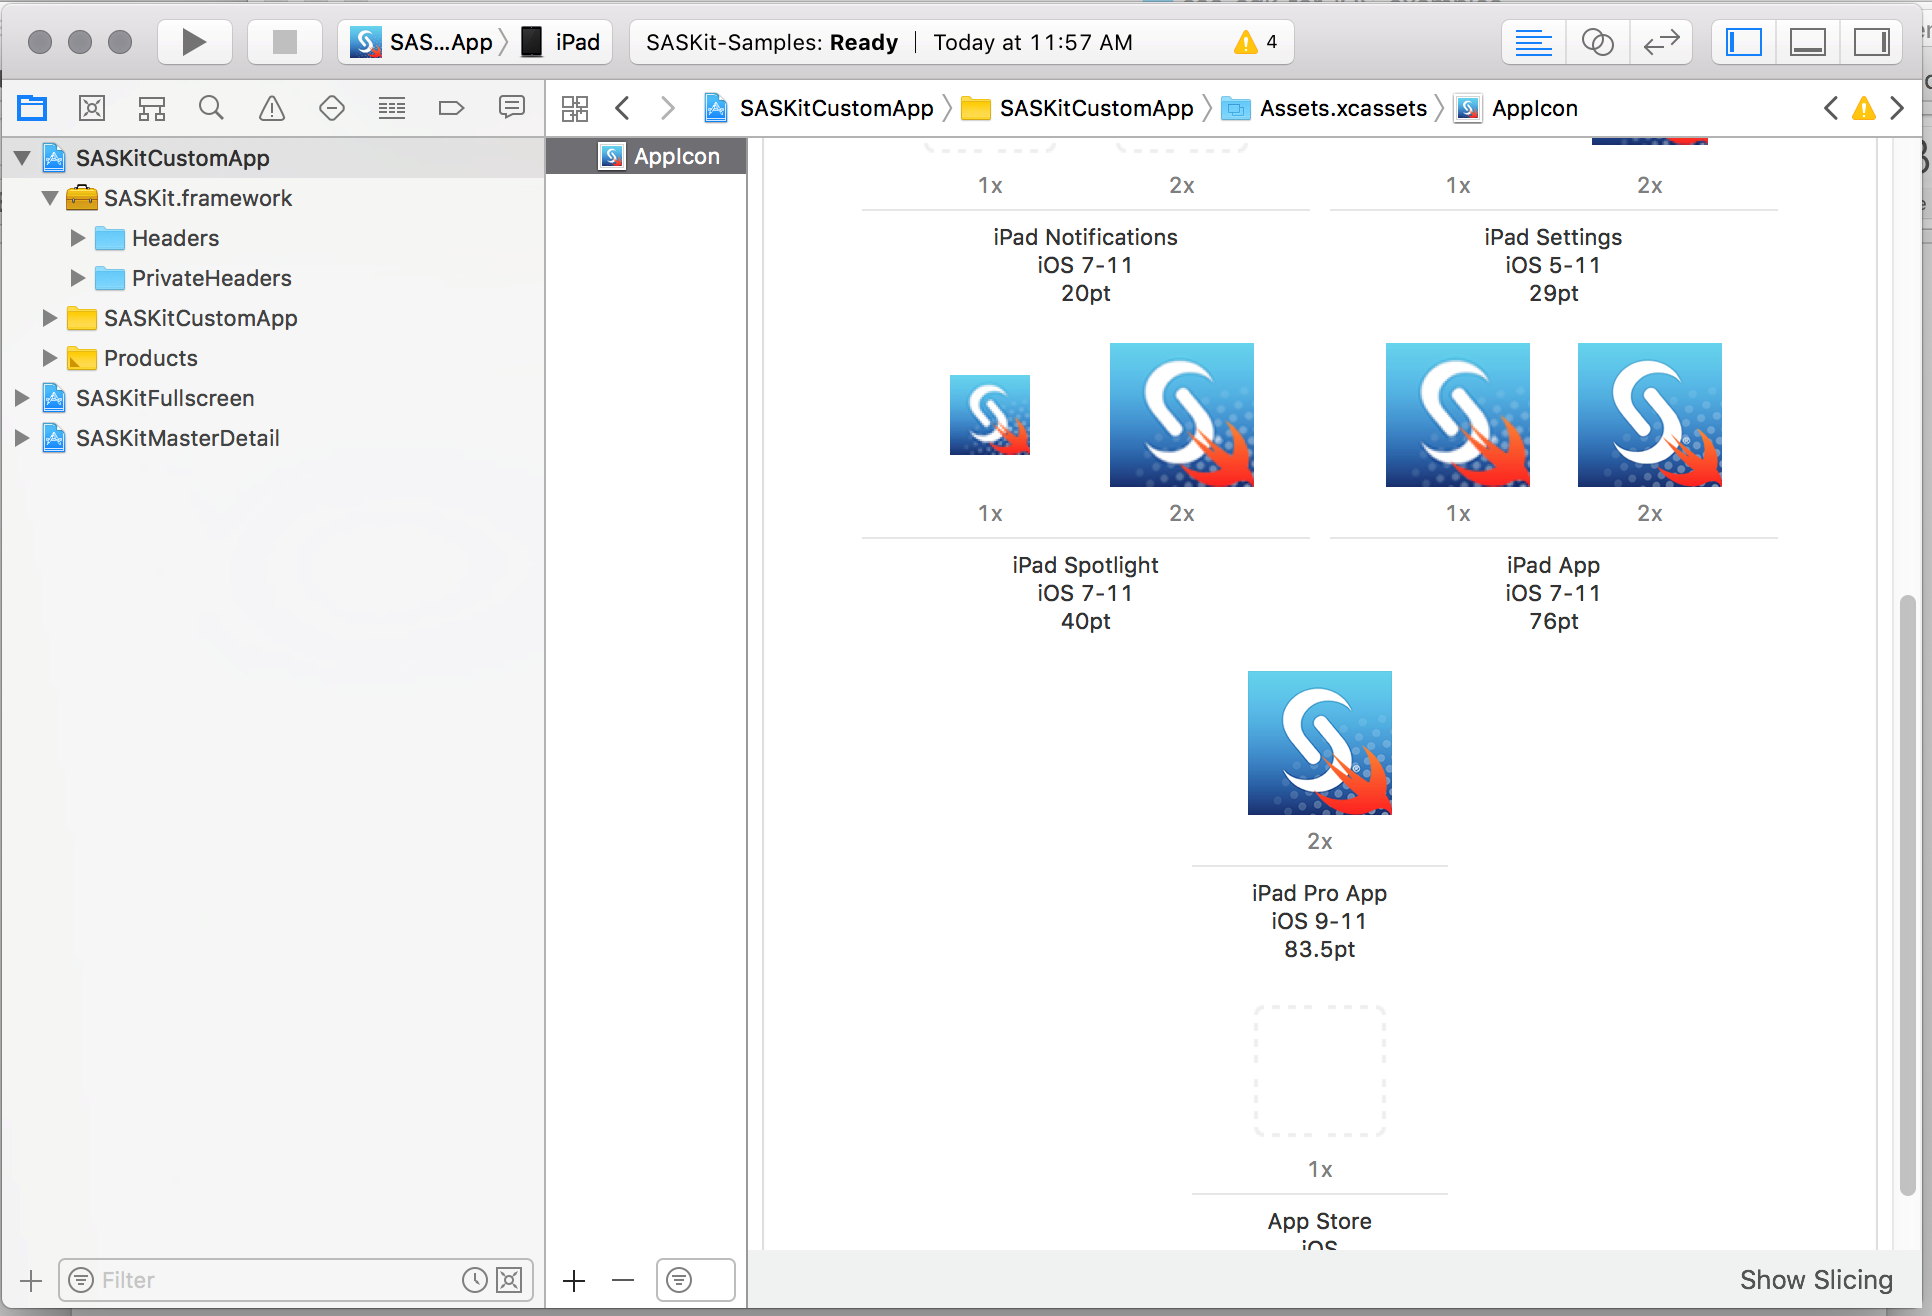 SAS...App
iPad
SASKit-Samples: Ready | Today at 11:57 AM
4
SASKitCustomApp
SASKitCustomApp
Assets.xcassets
AppIcon
SASKitCustomApp
SASKit.framework
Headers
PrivateHeaders
SASKitCustomApp
Products
SASKitFullscreen
SASKitMasterDetail
Filter
AppIcon
1x
2x
iPad Notifications
iOS 7-11
20pt
1x
2x
iPad Settings
iOS 5-11
29pt
1x
2x
iPad Spotlight
iOS 7-11
40pt
1x
2x
iPad App
iOS 7-11
76pt
2x
iPad Pro App
iOS 9-11
83.5pt
1x
App Store
iOS
Show Slicing